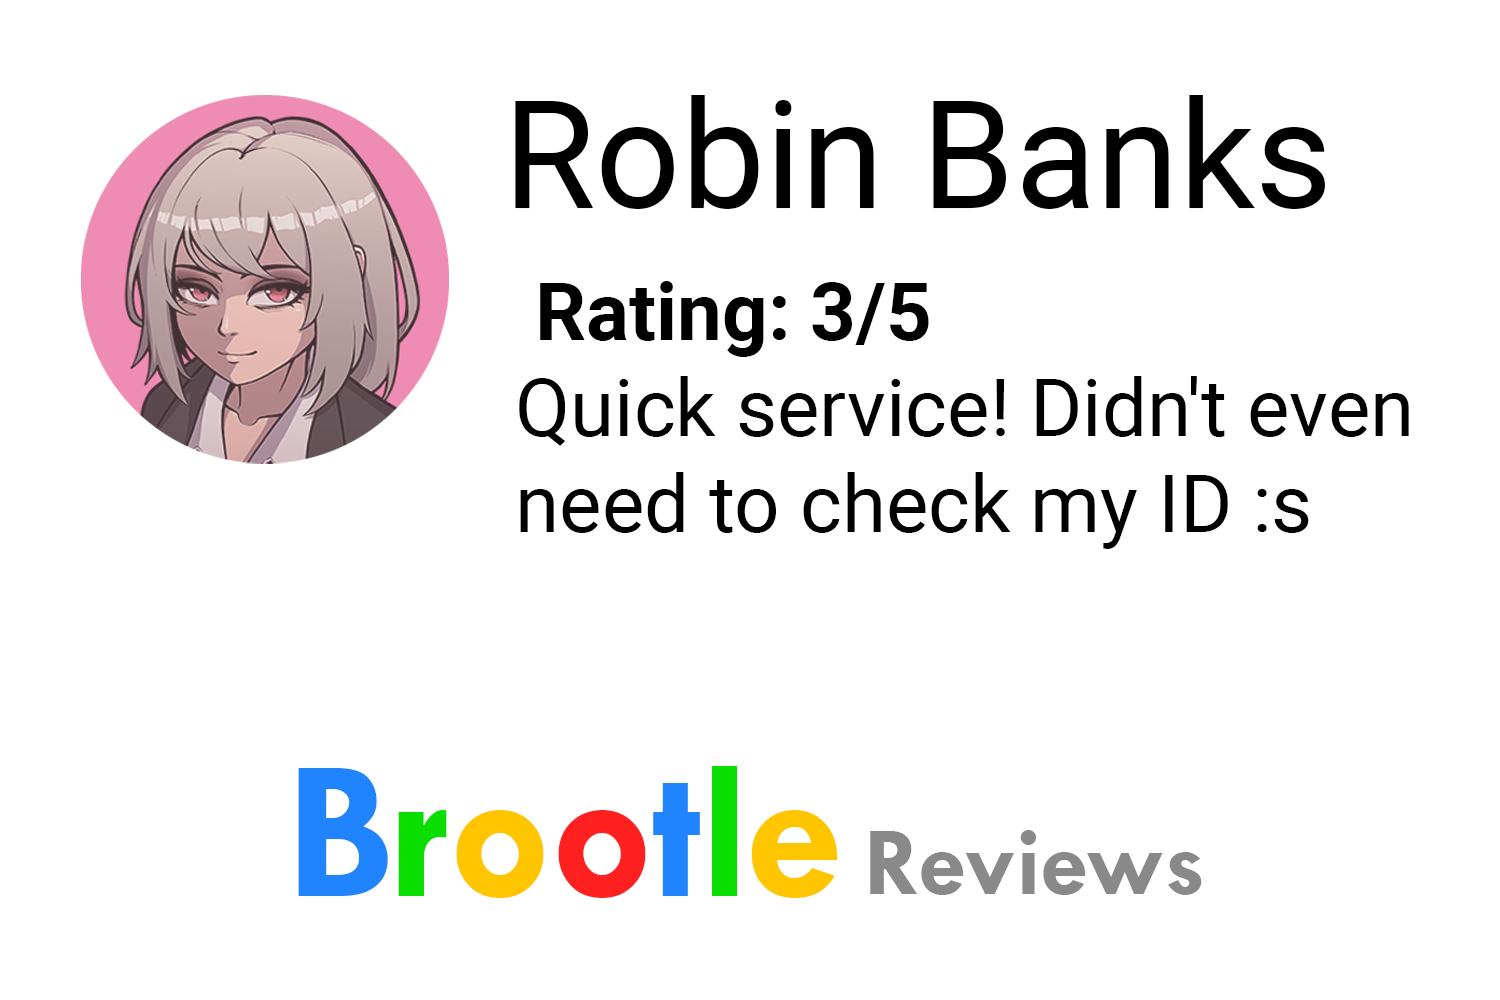 Robin Banks
Rating: 3/5
Quick service! Didn't even
need to check my ID :s
Brootle Reviews